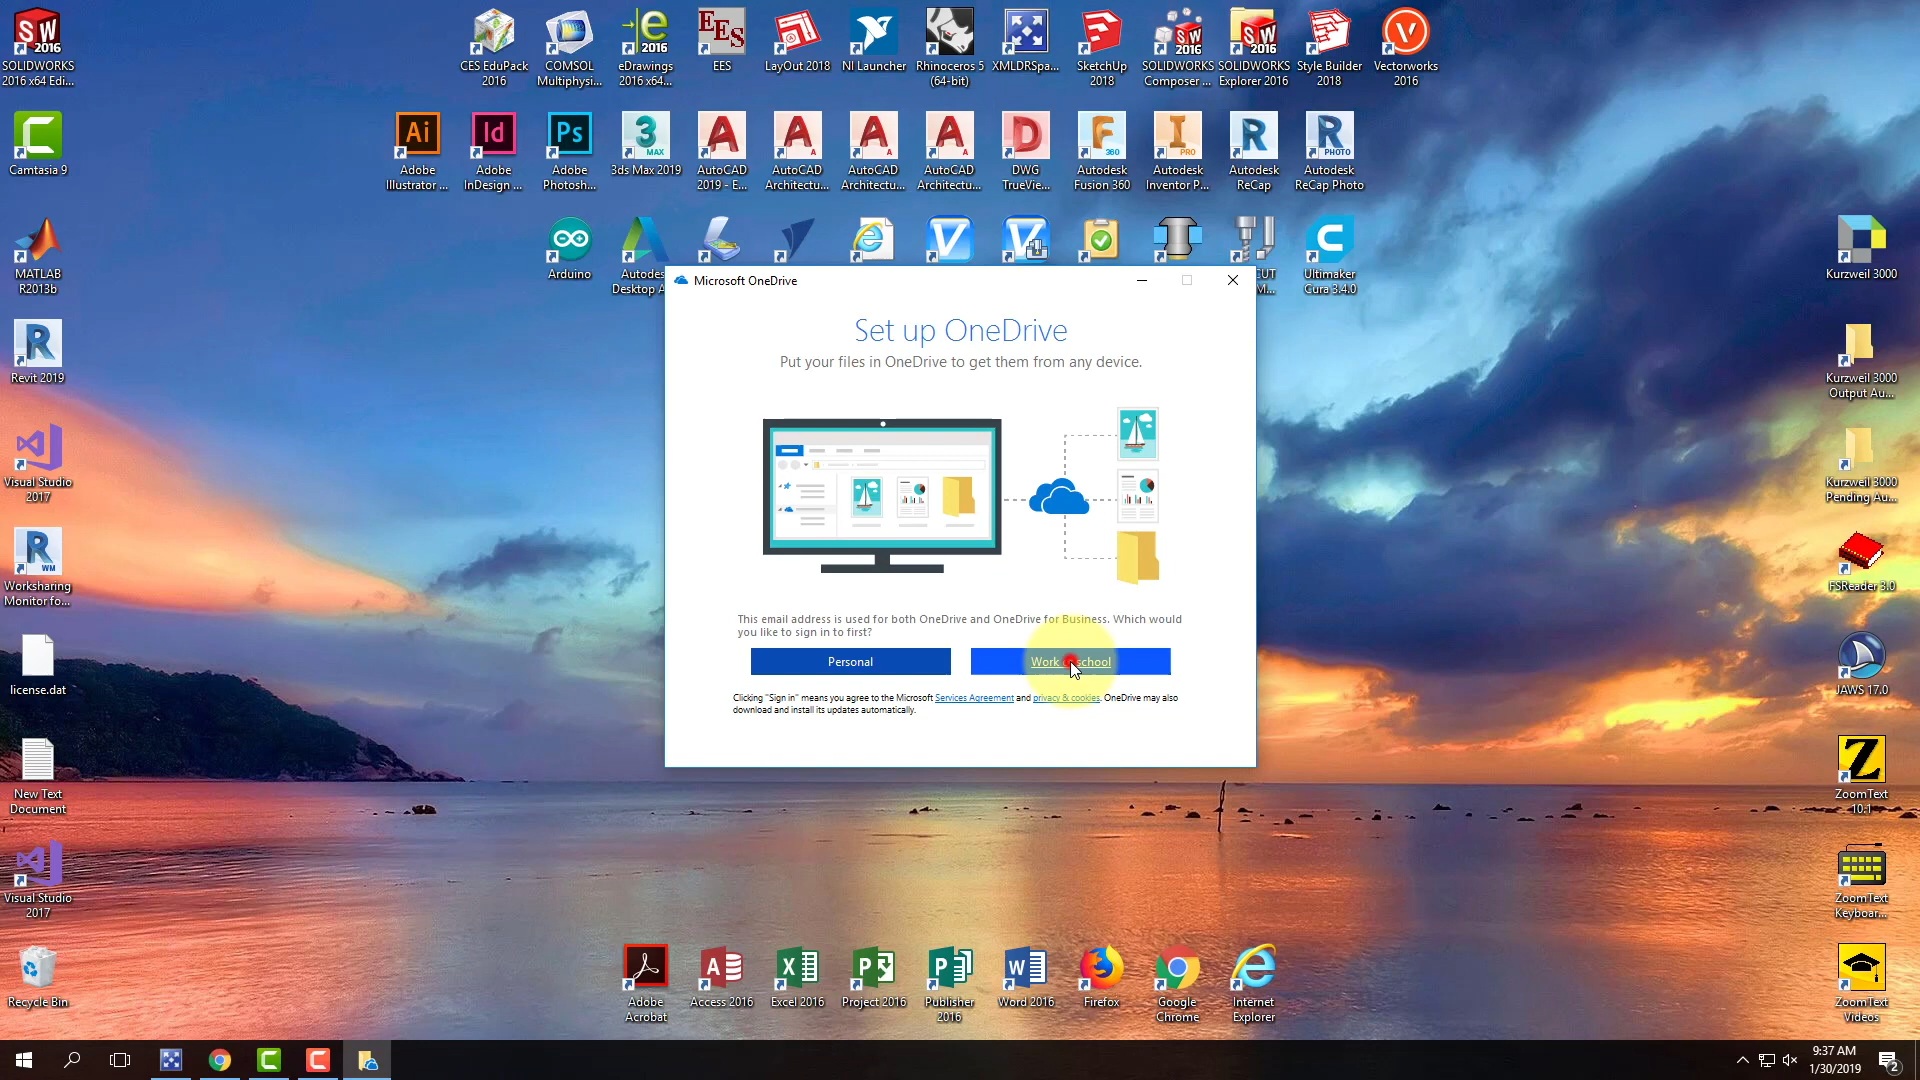 SOLIDWORKS
2016 x64 Edi...
CES EduPack
2016
COMSOL
Multiphysi...
eDrawings
2016 x64...
EES
LayOut 2018
NI Launcher
Rhinoceros 5
(64-bit)
XMLDRSpa...
SketchUp
2018
SOLIDWORKS
Composer ...
SOLIDWORKS
Explorer 2016
Style Builder
2018
Vectorworks
2016
Camtasia 9
Adobe
Illustrator ...
Adobe
InDesign ...
Adobe
Photosh...
3ds Max 2019
AutoCAD
2019 - E...
AutoCAD
Architectu...
AutoCAD
Architectu...
AutoCAD
Architectu...
DWG
TrueVie...
Autodesk
Fusion 360
Autodesk
Inventor P...
Autodesk
ReCap
Autodesk
ReCap Photo
MATLAB
R2013b
Arduino
Autodes
Desktop A
CUT
M...
Ultimaker
Cura 3.4.0
Kurzweil 3000
Microsoft OneDrive
Set up OneDrive
Put your files in OneDrive to get them from any device.
This email address is used for both OneDrive and OneDrive for Business. Which would
you like to sign in to first?
Personal
Work school
Clicking "Sign in" means you agree to the Microsoft Services Agreement and privacy & cookies. OneDrive may also
download and install its updates automatically.
Revit 2019
Kurzweil 3000
Output Au...
Visual Studio
2017
Kurzweil 3000
Pending Au...
Worksharing
Monitor fo...
FSReader 3.0
license.dat
JAWS 17.0
New Text
Document
ZoomText
10.1
Visual Studio
2017
ZoomText
Keyboar...
Recycle Bin
Adobe
Acrobat
Access 2016
Excel 2016
Project 2016
Publisher
2016
Word 2016
Firefox
Google
Chrome
Internet
Explorer
ZoomText
Videos
9:37 AM
1/30/2019
2